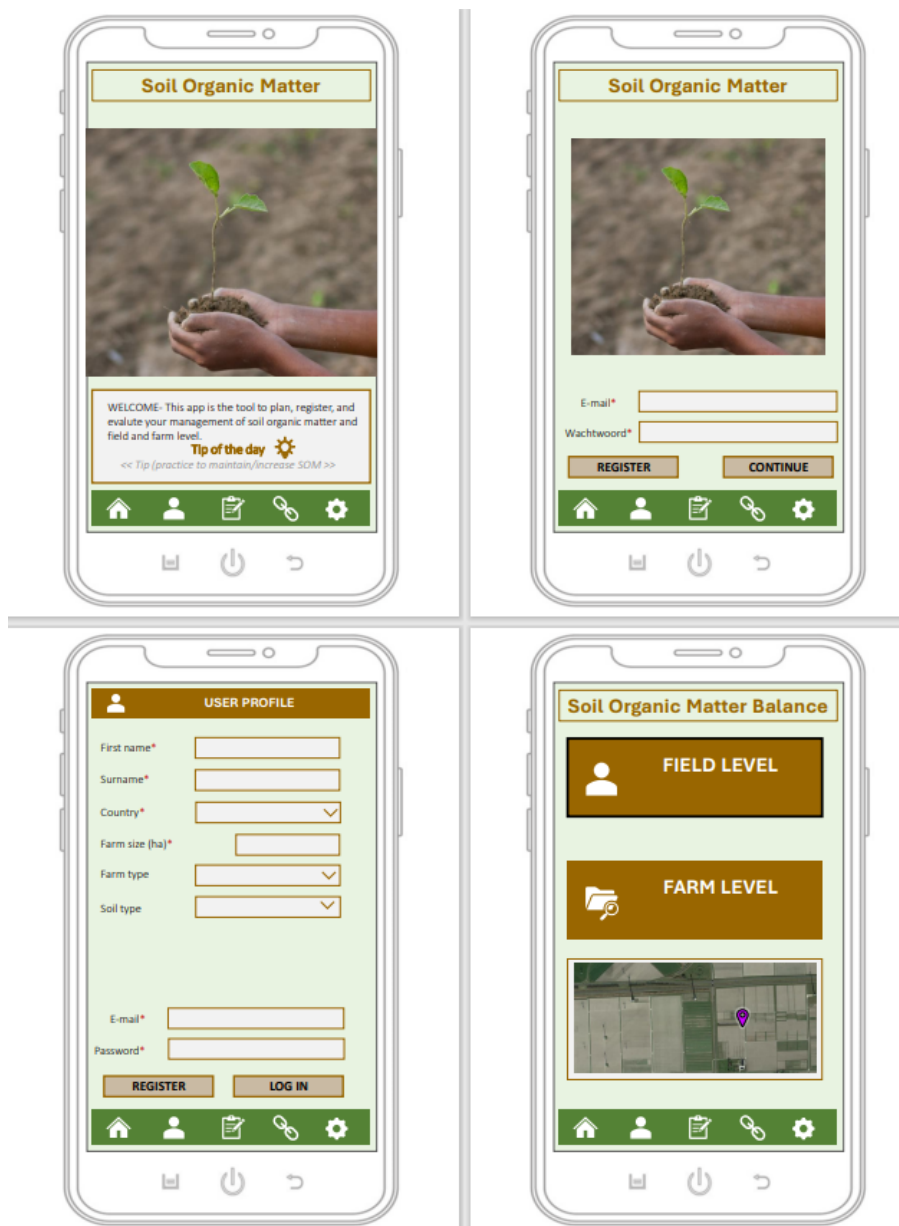 Soil Organic Matter
WELCOME- This app is the tool to plan, register, and
evalute your management of soil organic matter and
field and farm level.
Tip of the day
<< Tip (practice to maintain/increase SOM >>
Soil Organic Matter
E-mail*
Wachtwoord*
REGISTER CONTINUE
USER PROFILE
First name*
Surname*
Country*
Farm size (ha)*
Farm type
Soil type
E-mail*
Password*
REGISTER LOG IN
Soil Organic Matter Balance
FIELD LEVEL
FARM LEVEL